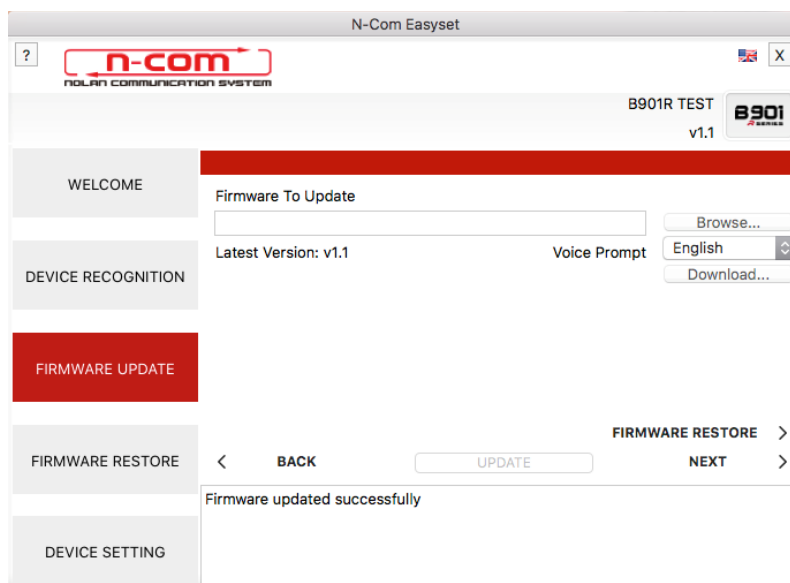 N-Com Easyset
?
n-com
X
NOLAN COMMUNICATION SYSTEM
B901R TEST
v1.1
B901
R SERIES
WELCOME
Firmware To Update
Browse...
Latest Version: v1.1
Voice Prompt
English
Download...
DEVICE RECOGNITION
FIRMWARE UPDATE
FIRMWARE RESTORE >
FIRMWARE RESTORE
< BACK
UPDATE
NEXT >
Firmware updated successfully
DEVICE SETTING